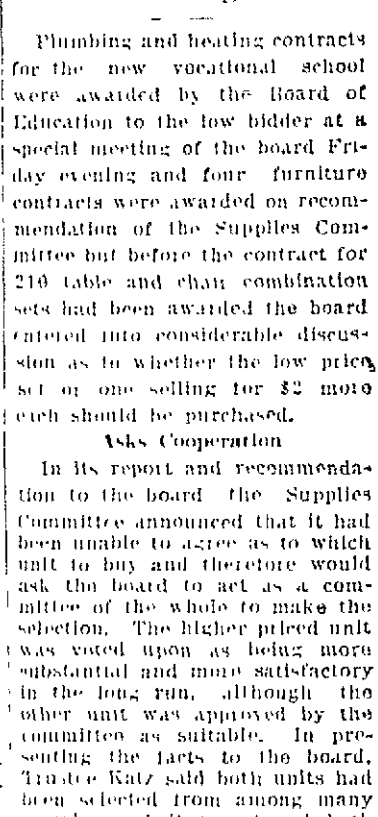 Plumbing and heating contracts
for the new vocational school
were awarded by the Board of
Education to the low bidder at a
special meeting of the board Fri-
day evening and four furniture
contracts were awarded on recom-
mendation of the Supplies Com-
mittee but before the contract for
210 table and chair combination
sets had been awarded the board
entered into considerable discus-
sion as to whether the low price
set or one selling for $2 more
each should be purchased.
Asks Cooperation
In its report and recommenda-
tion to the board the Supplies
Committee announced that it had
been unable to agree as to which
unit to buy and therefore would
ask the board to act as a com-
mittee of the whole to make the
selection. The higher priced unit
was voted upon as being more
substantial and more satisfactory
in the long run, although the
other unit was approved by the
committee as suitable. In pre-
senting the facts to the board,
Trustee Katz said both units had
been selected from among many